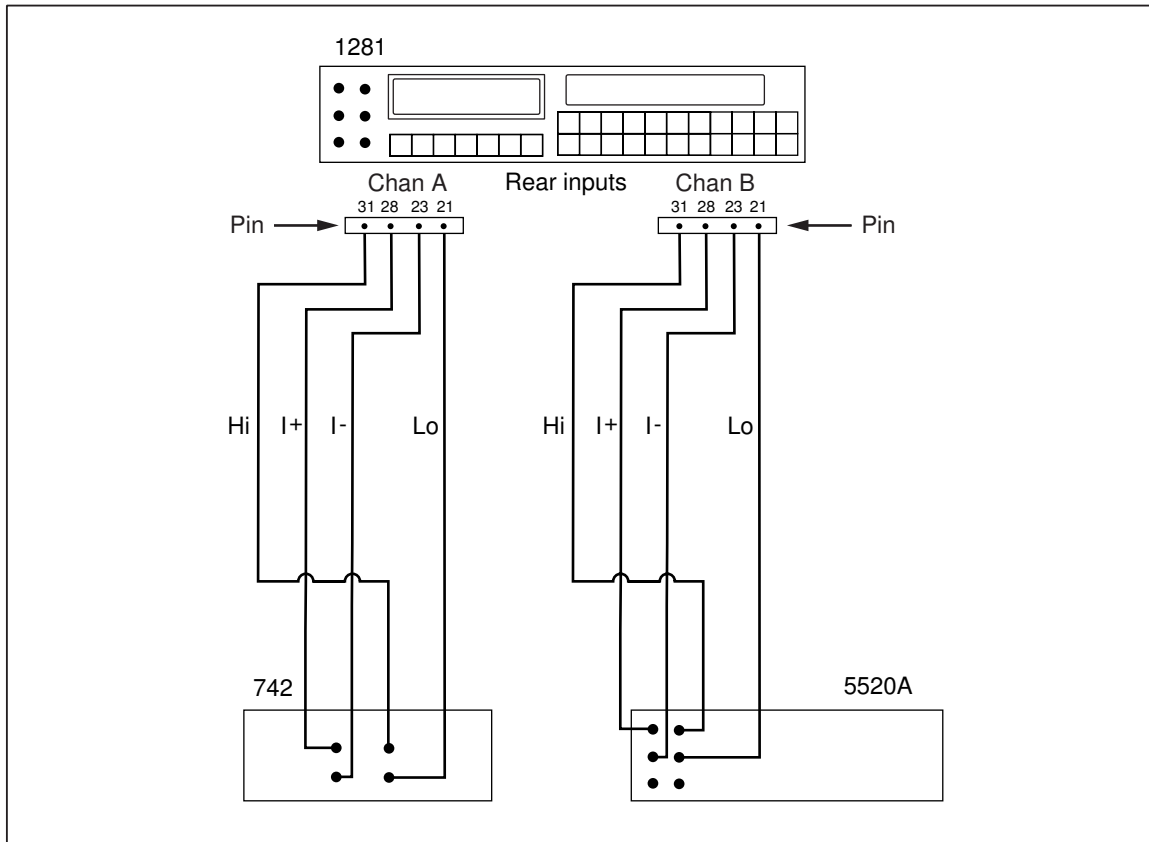 1281
Chan A Rear inputs Chan B
31 28 23 21 31 28 23 21
Pin Pin
Hi I+ I- Lo Hi I+ I- Lo
742 5520A